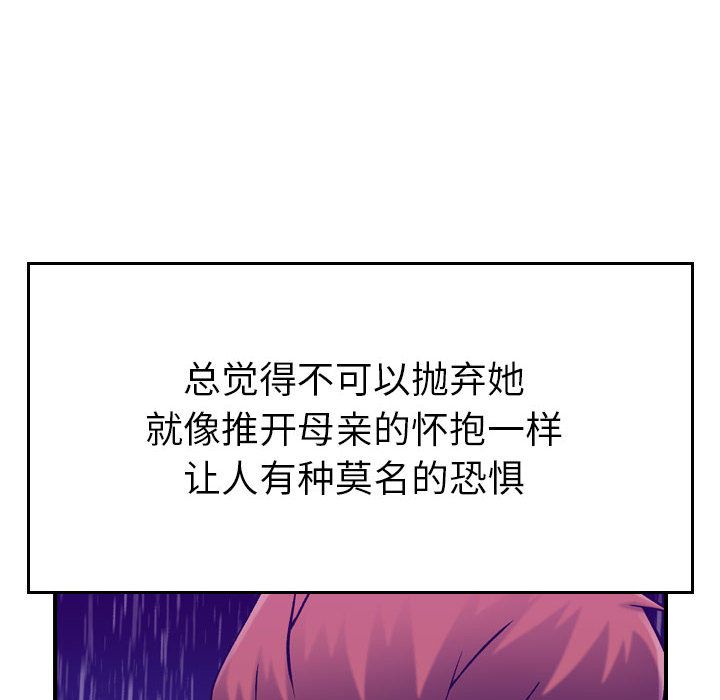 总觉得不可以抛弃她
就像推开母亲的怀抱一样
让人有种莫名的恐惧